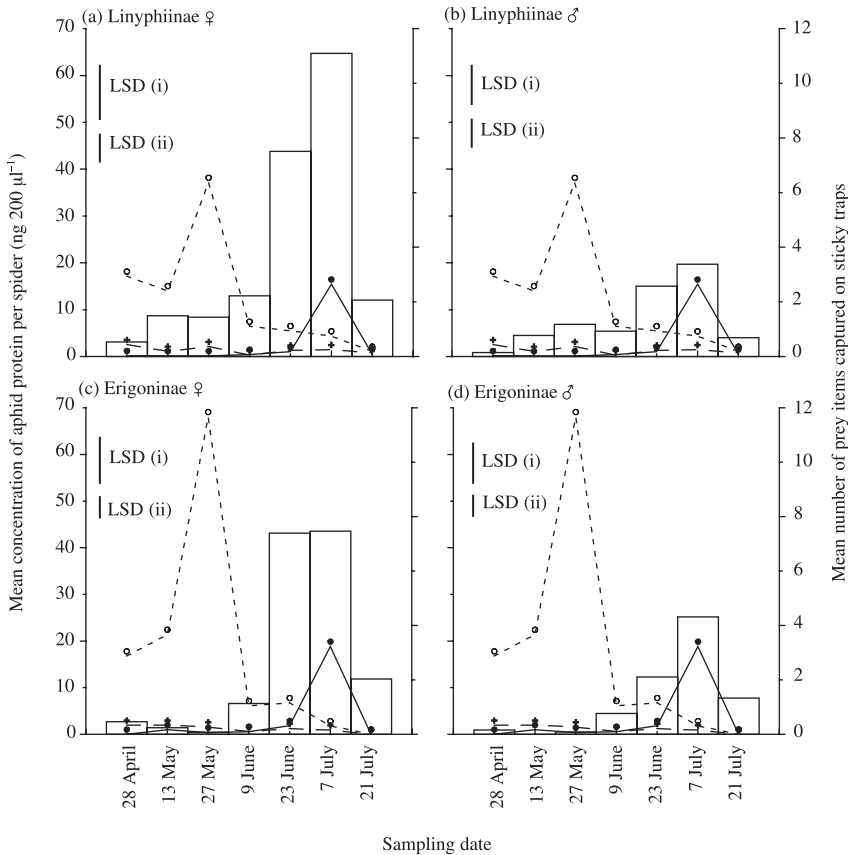 (a) Linyphiinae ♀
(b) Linyphiinae ♂
70
60
50
40
30
20
10
0
LSD (i)
LSD (ii)
LSD (i)
LSD (ii)
12
10
8
6
4
2
0
(c) Erigoninae ♀
(d) Erigoninae ♂
70
60
50
40
30
20
10
0
LSD (i)
LSD (ii)
LSD (i)
LSD (ii)
12
10
8
6
4
2
0
Mean concentration of aphid protein per spider (ng 200 µl⁻¹)
Mean number of prey items captured on sticky traps
28 April
13 May
27 May
9 June
23 June
7 July
21 July
28 April
13 May
27 May
9 June
23 June
7 July
21 July
Sampling date